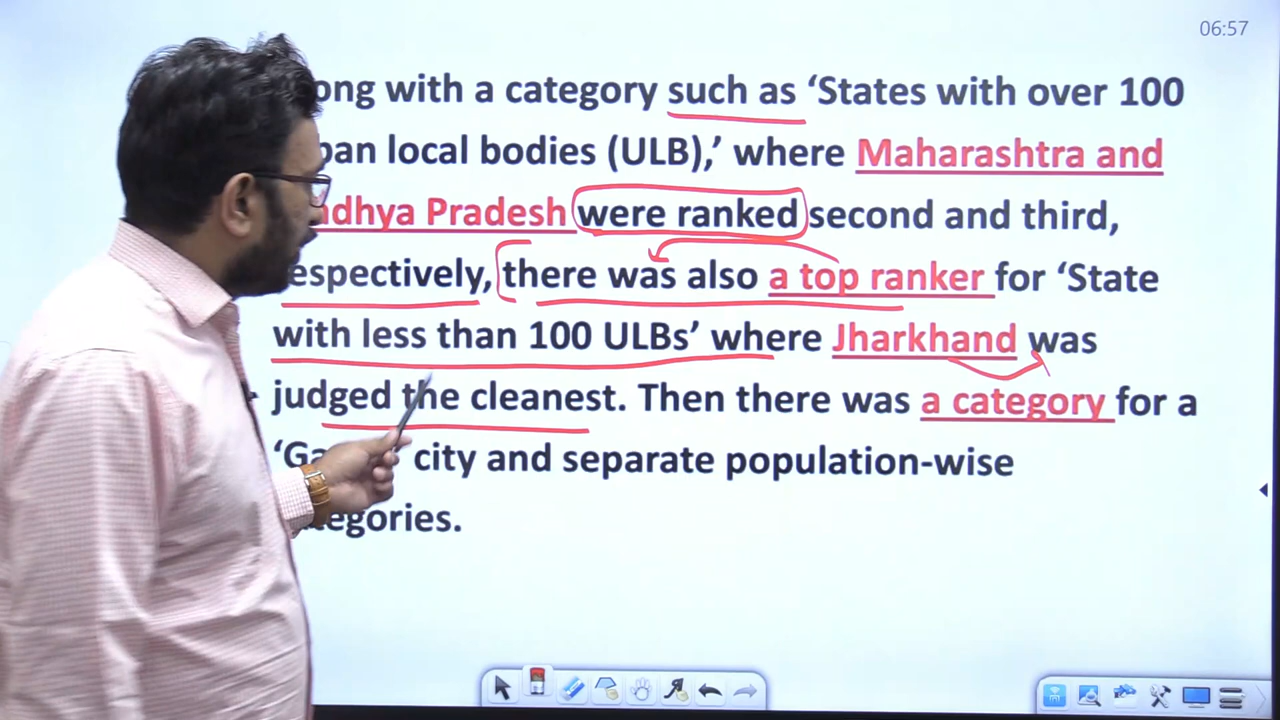 06:57
ong with a category such as ‘States with over 100
ban local bodies (ULB),’ where Maharashtra and
dhya Pradesh were ranked second and third,
espectively, there was also a top ranker for ‘State
with less than 100 ULBs’ where Jharkhand was
judged the cleanest. Then there was a category for a
‘Ga city and separate population-wise
tegories.